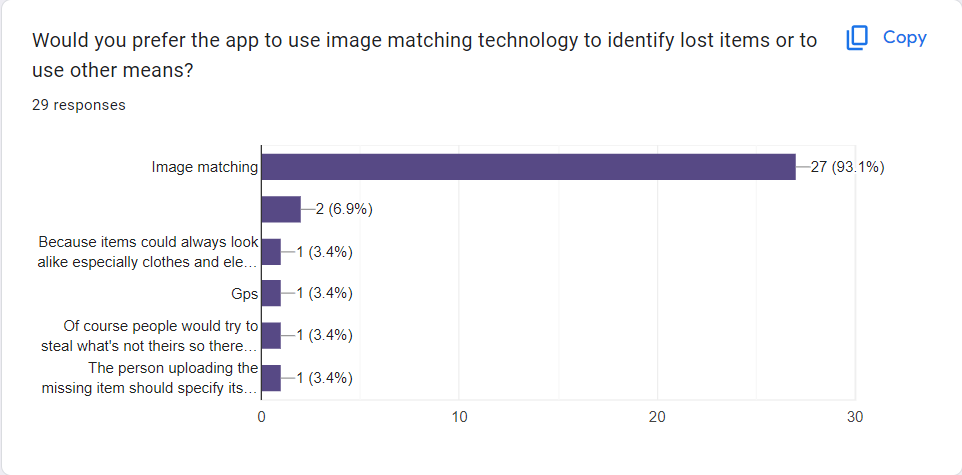 Would you prefer the app to use image matching technology to identify lost items or to
use other means?
Copy
29 responses
Image matching
27 (93.1%)
2 (6.9%)
Because items could always look
alike especially clothes and ele...
1 (3.4%)
Gps
1 (3.4%)
Of course people would try to
steal what's not theirs so there...
1 (3.4%)
The person uploading the
missing item should specify its...
1 (3.4%)
0
10
20
30